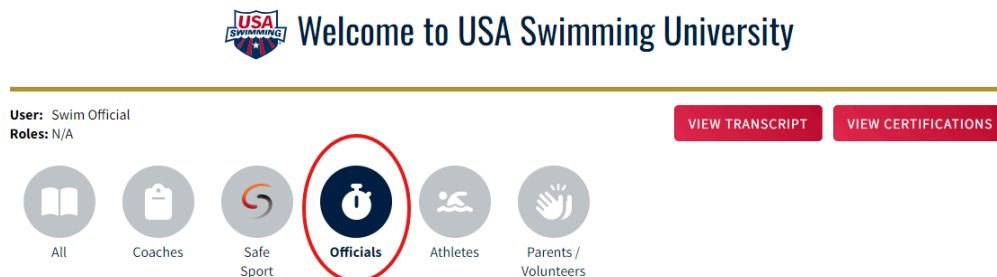 USA
SWIMMING
Welcome to USA Swimming University
User: Swim Official
Roles: N/A
VIEW TRANSCRIPT
VIEW CERTIFICATIONS
All
Coaches
Safe
Sport
Officials
Athletes
Parents /
Volunteers